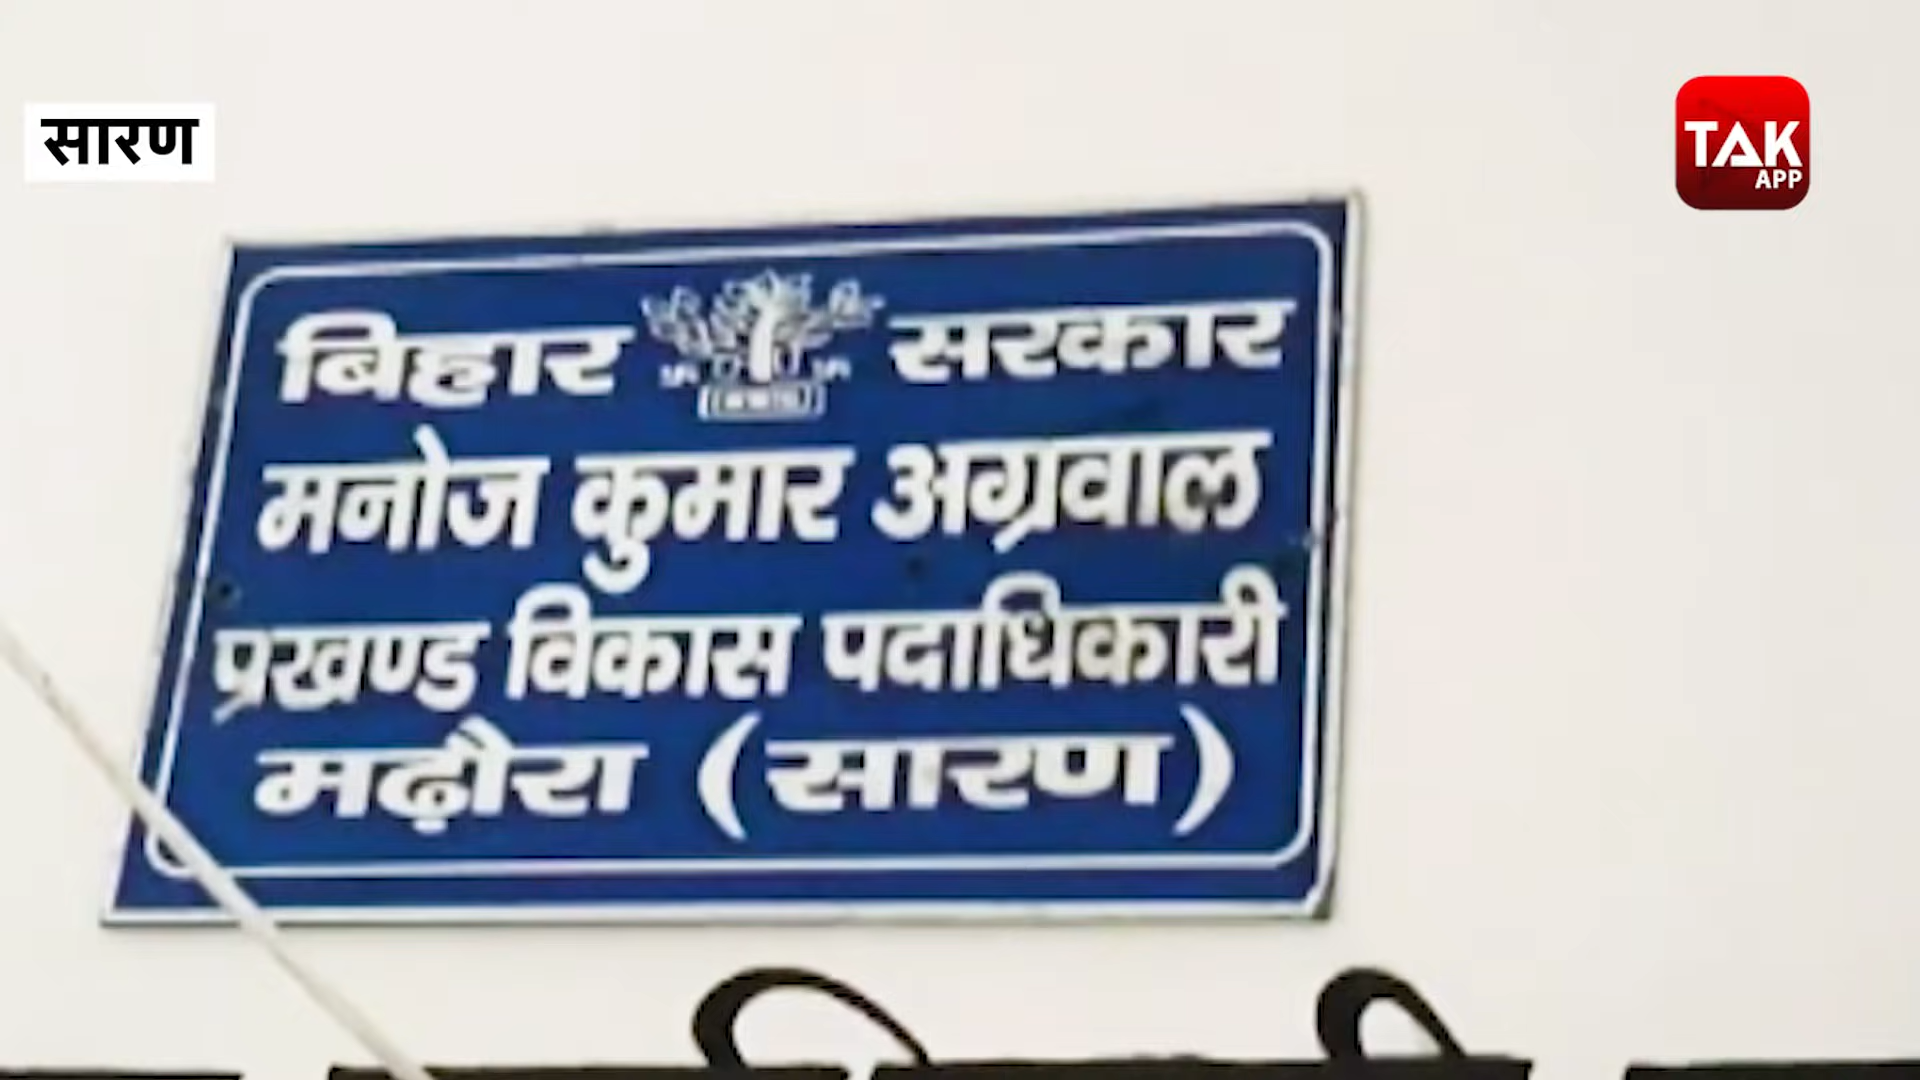 सारण
TAK
APP
बिहार सरकार
मनोज कुमार अग्रवाल
प्रखण्ड विकास पदाधिकारी
मढ़ौरा (सारण)